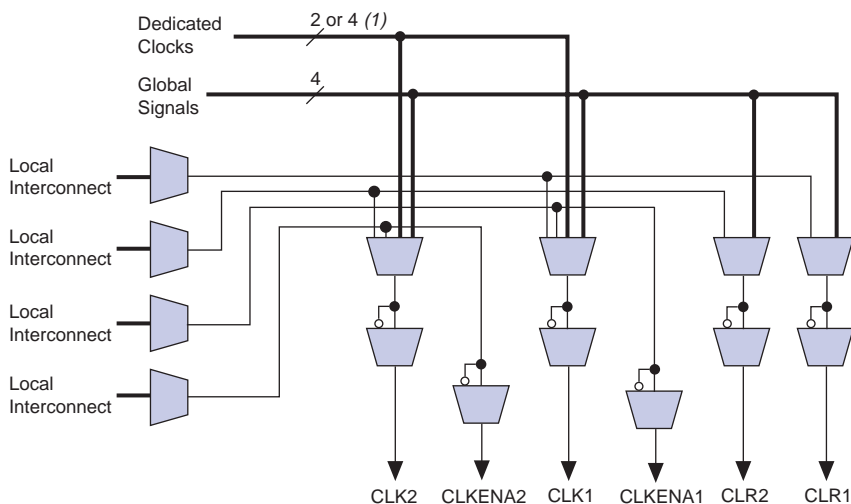 Dedicated
Clocks
2 or 4 (1)
Global
Signals
4
Local
Interconnect
Local
Interconnect
Local
Interconnect
Local
Interconnect
CLK2 CLKENA2 CLK1 CLKENA1 CLR2 CLR1